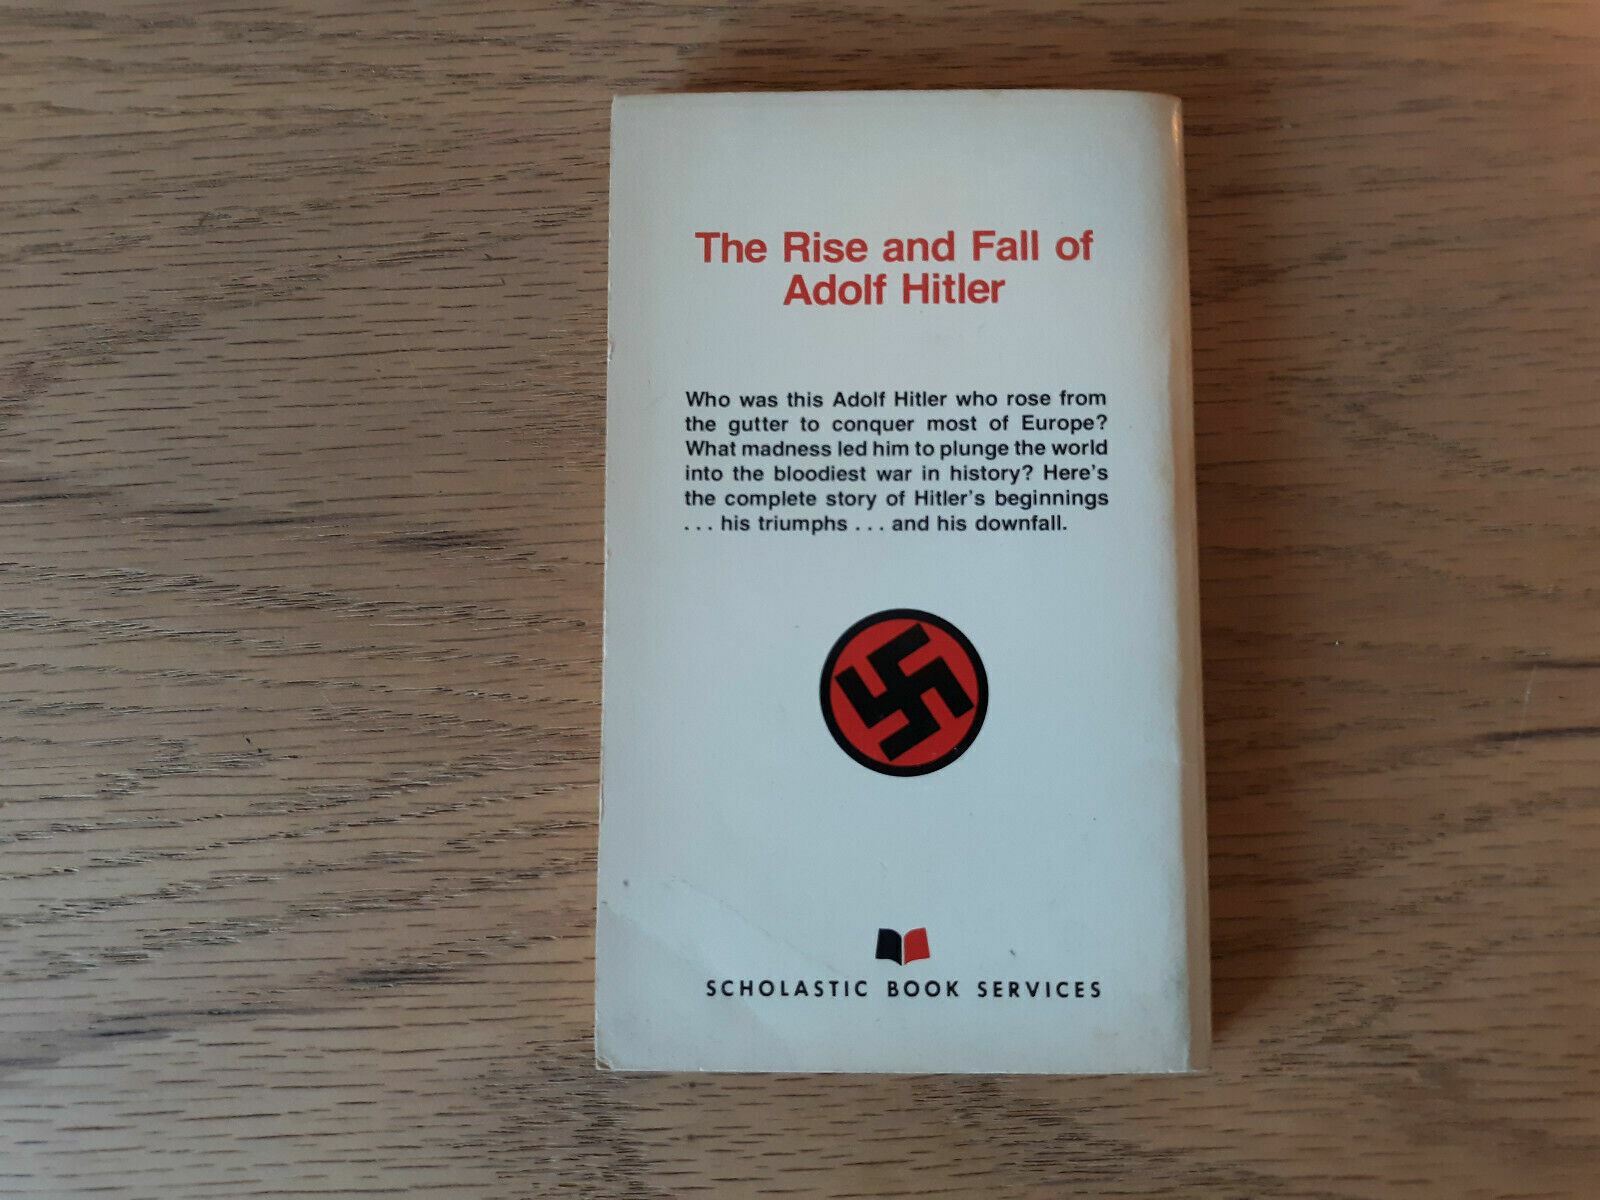 The Rise and Fall of
Adolf Hitler
Who was this Adolf Hitler who rose from
the gutter to conquer most of Europe?
What madness led him to plunge the world
into the bloodiest war in history? Here's
the complete story of Hitler's beginnings
. . . his triumphs . . . and his downfall.
SCHOLASTIC BOOK SERVICES